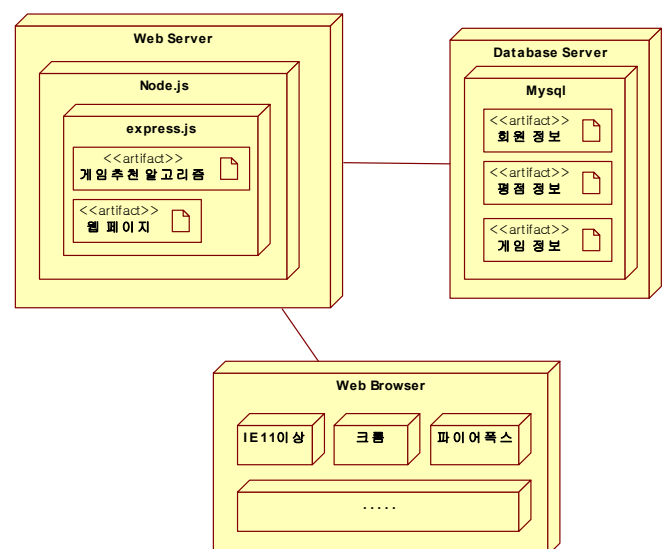 Web Server
Node.js
express.js
<<artifact>>
게임추천 알고리즘
<<artifact>>
웹 페이지
Database Server
Mysql
<<artifact>>
회원 정보
<<artifact>>
평점 정보
<<artifact>>
게임 정보
Web Browser
IE11이상
크롬
파이어폭스
.....